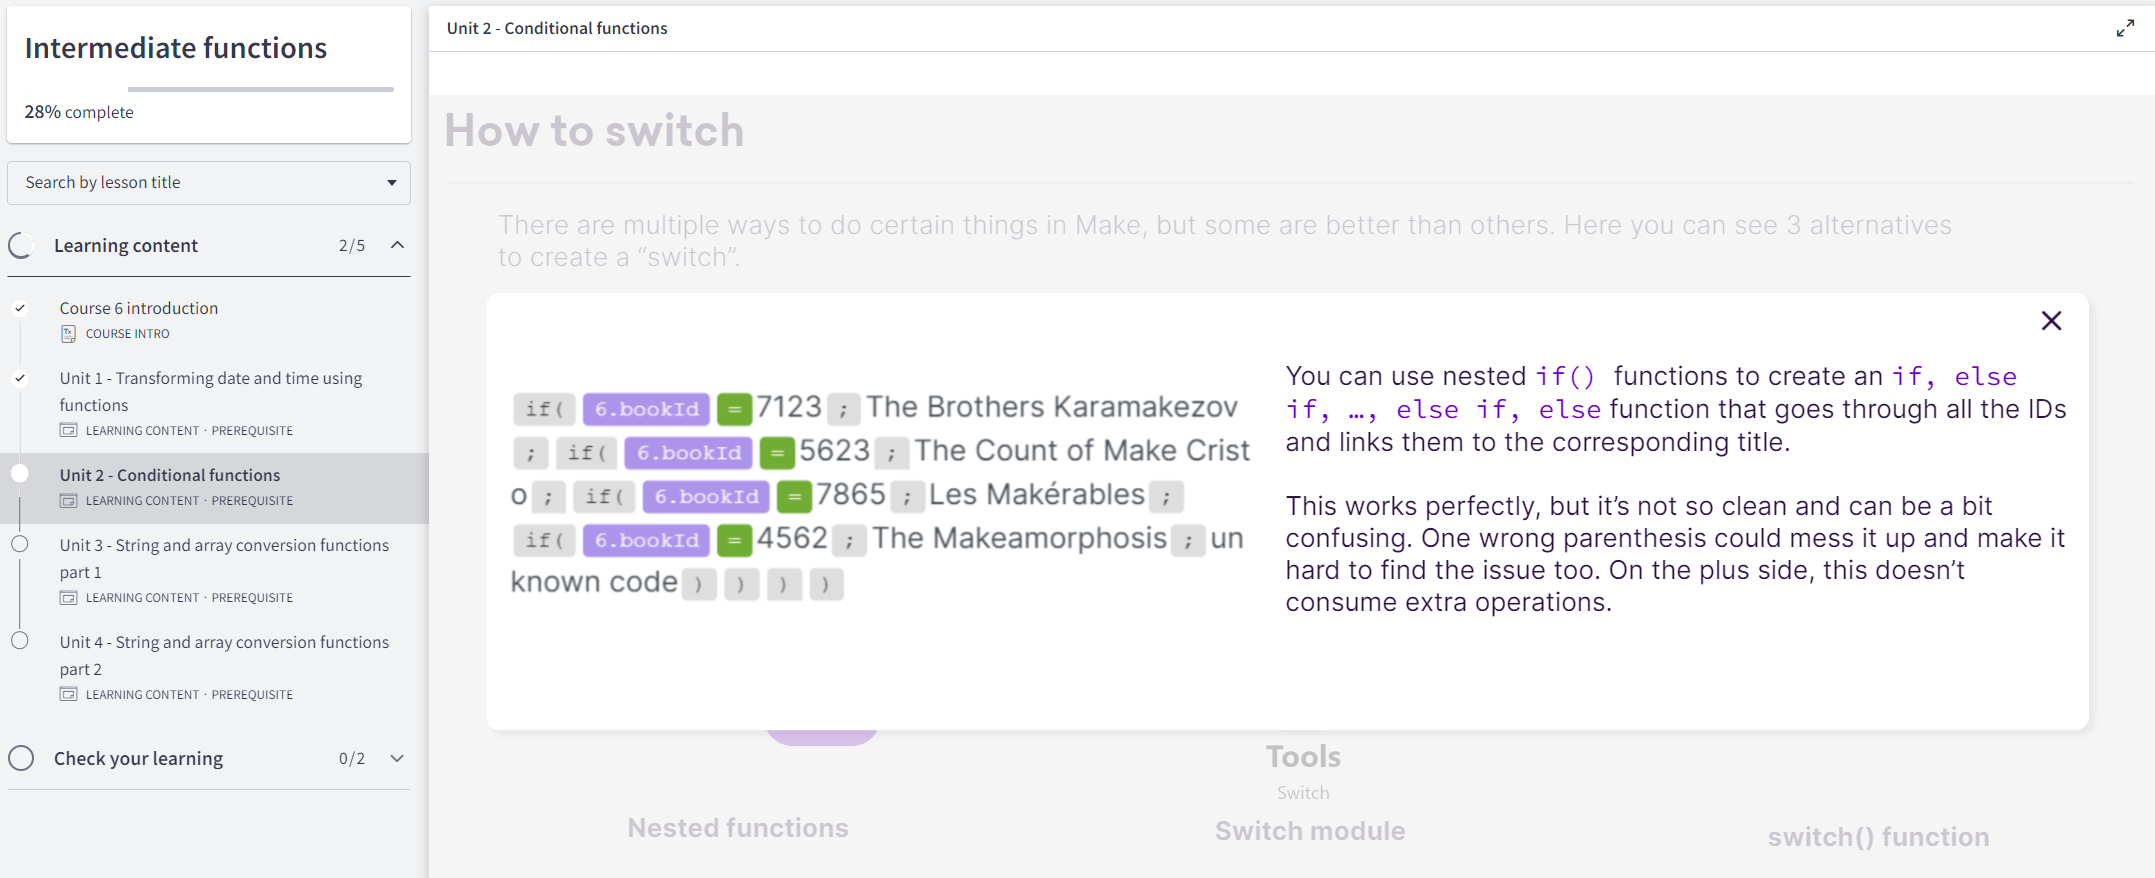 Intermediate functions
28% complete
Search by lesson title
Learning content 2/5
Course 6 introduction
COURSE INTRO
Unit 1 - Transforming date and time using
functions
LEARNING CONTENT · PREREQUISITE
Unit 2 - Conditional functions
LEARNING CONTENT · PREREQUISITE
Unit 3 - String and array conversion functions
part 1
LEARNING CONTENT · PREREQUISITE
Unit 4 - String and array conversion functions
part 2
LEARNING CONTENT · PREREQUISITE
Check your learning 0/2
Unit 2 - Conditional functions
How to switch
There are multiple ways to do certain things in Make, but some are better than others. Here you can see 3 alternatives
to create a “switch”.
if( 6.bookId = 7123 ; The Brothers Karamakezov
; if( 6.bookId = 5623 ; The Count of Make Crist
o ; if( 6.bookId = 7865 ; Les Makérables ;
if( 6.bookId = 4562 ; The Makeamorphosis ; un
known code ) ) ) )
You can use nested if() functions to create an if, else
if, …, else if, else function that goes through all the IDs
and links them to the corresponding title.
This works perfectly, but it’s not so clean and can be a bit
confusing. One wrong parenthesis could mess it up and make it
hard to find the issue too. On the plus side, this doesn’t
consume extra operations.
Tools
Switch
Nested functions
Switch module
switch() function